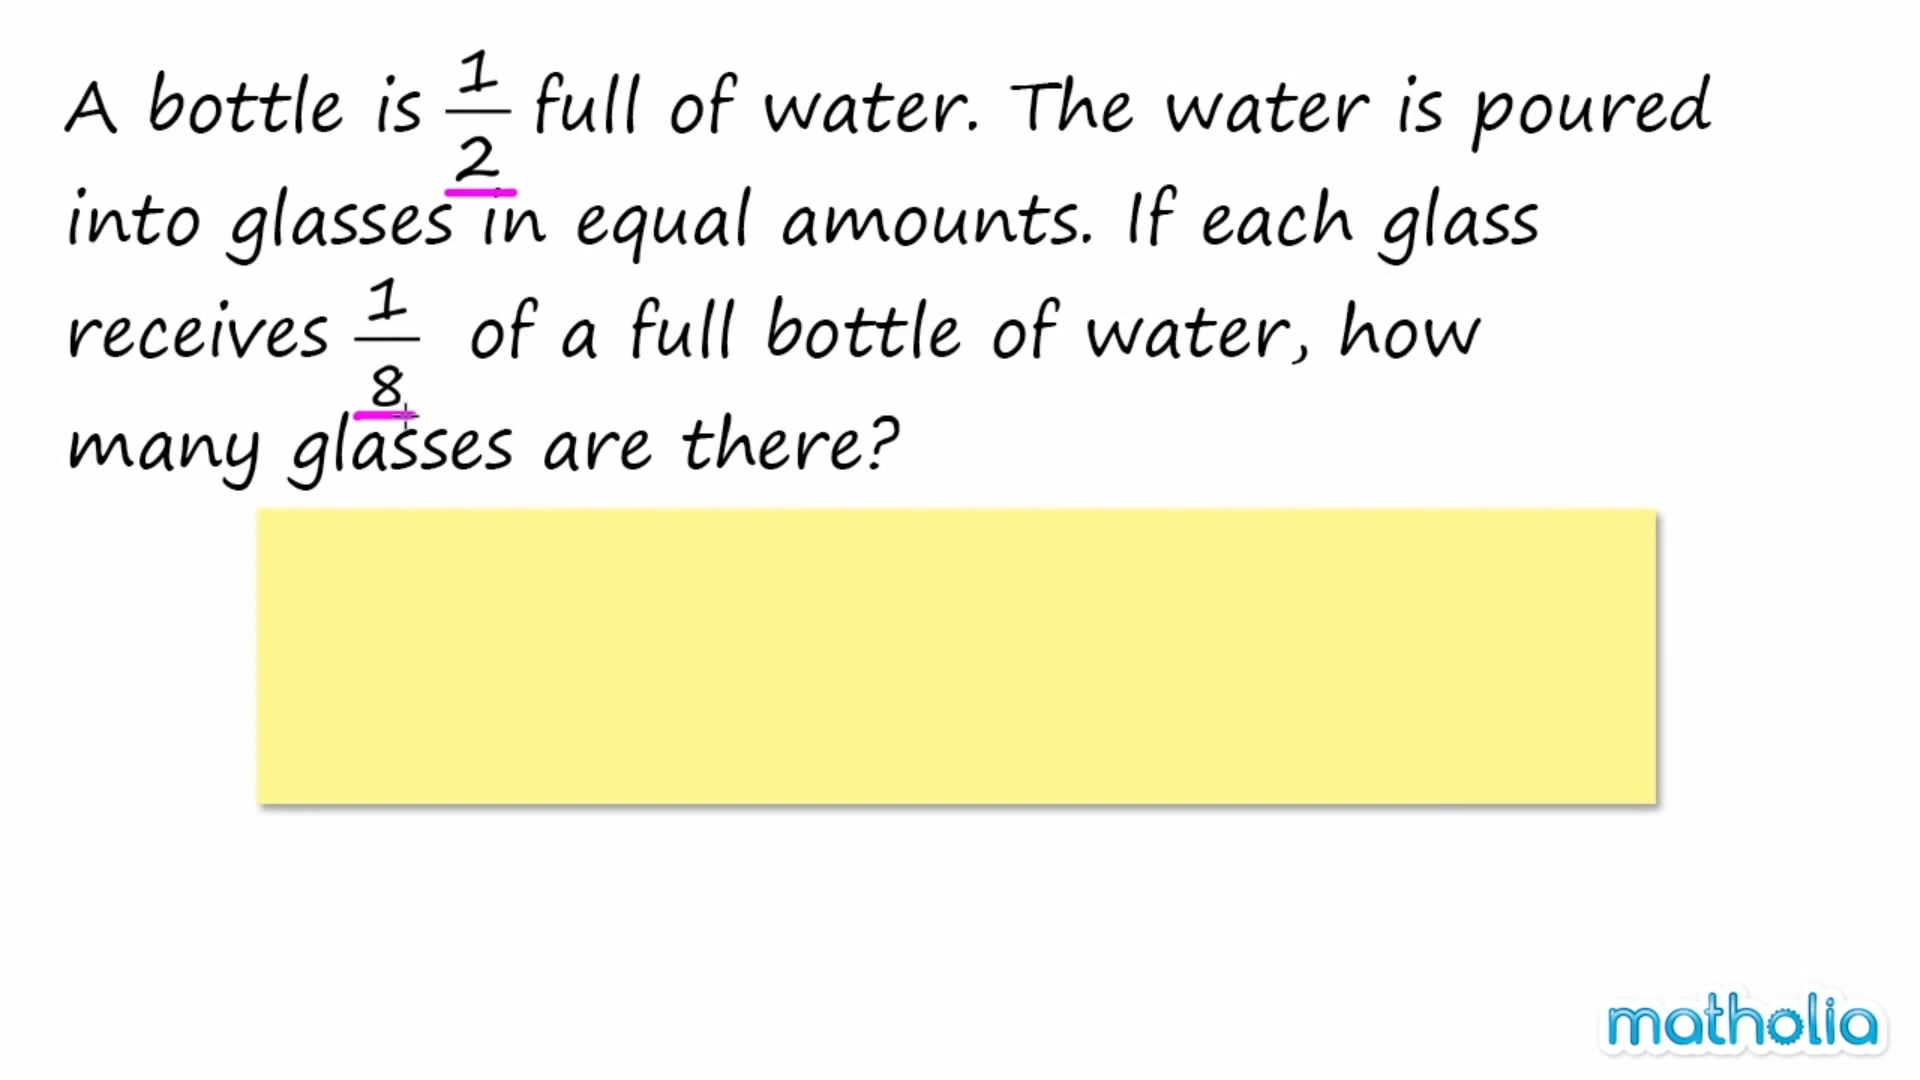 A bottle is 1/2 full of water. The water is poured
into glasses in equal amounts. If each glass
receives 1/8 of a full bottle of water, how
many glasses are there?
matholia